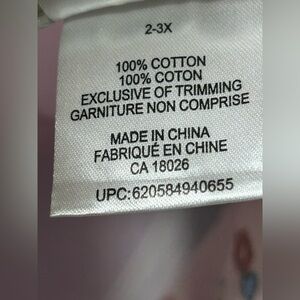 2-3X
100% COTTON
100% COTON
EXCLUSIVE OF TRIMMING
GARNITURE NON COMPRISE
MADE IN CHINA
FABRIQUÉ EN CHINE
CA 18026
UPC:620584940655